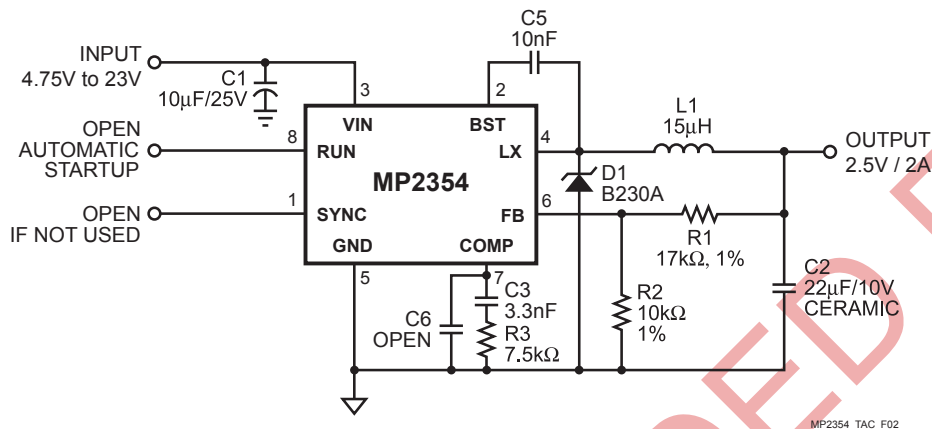 INPUT
4.75V to 23V
C1
10µF/25V
C5
10nF
3
2
VIN
BST
OPEN
AUTOMATIC
STARTUP
8
RUN
LX
4
L1
15µH
OUTPUT
2.5V / 2A
MP2354
D1
B230A
OPEN
IF NOT USED
1
SYNC
FB
6
R1
17kΩ, 1%
GND
COMP
5
7
C3
3.3nF
C6
OPEN
R3
7.5kΩ
R2
10kΩ
1%
C2
22µF/10V
CERAMIC
MP2354_TAC_F02